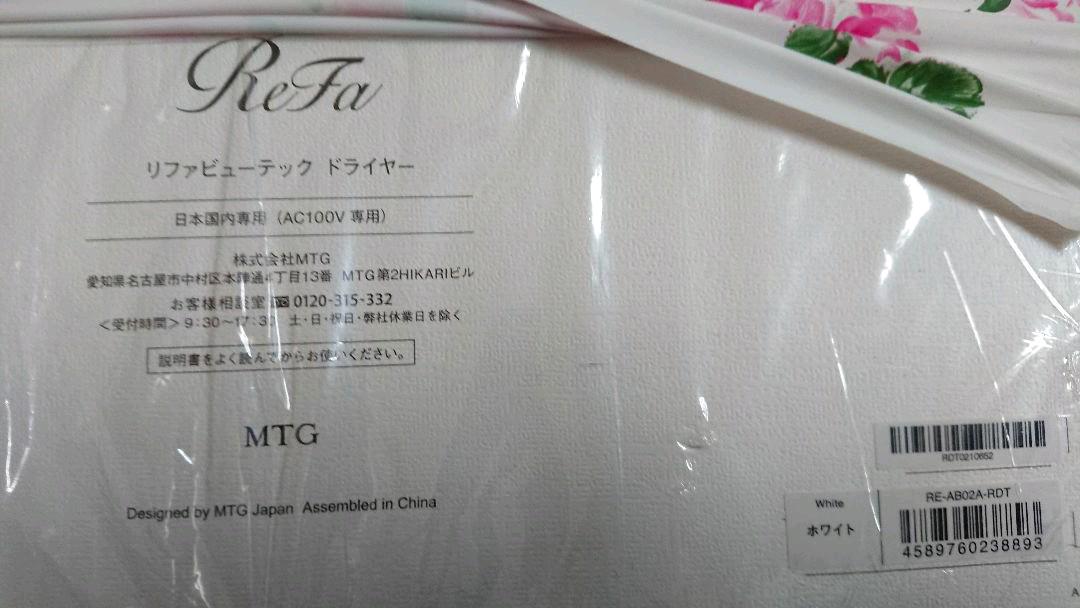 ReFa
リファビューテック ドライヤー
日本国内専用（AC100V 専用）
株式会社MTG
愛知県名古屋市中村区本陣通4丁目13番 MTG第2HIKARIビル
お客様相談室 0120-315-332
＜受付時間＞9:30～17:30 土・日・祝日・弊社休業日を除く
説明書をよく読んでからお使いください。
MTG
Designed by MTG Japan Assembled in China
RDT0210652
White
ホワイト
RE-AB02A-RDT
4589760238893